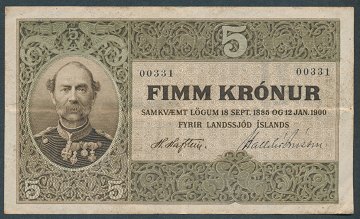 5
00331 00331
FIMM KRÓNUR
SAMKVÆMT LÖGUM 18 SEPT. 1885 OG 12 JAN. 1900
FYRIR LANDSSJÓÐ ÍSLANDS
H. Hafstein.
5 5